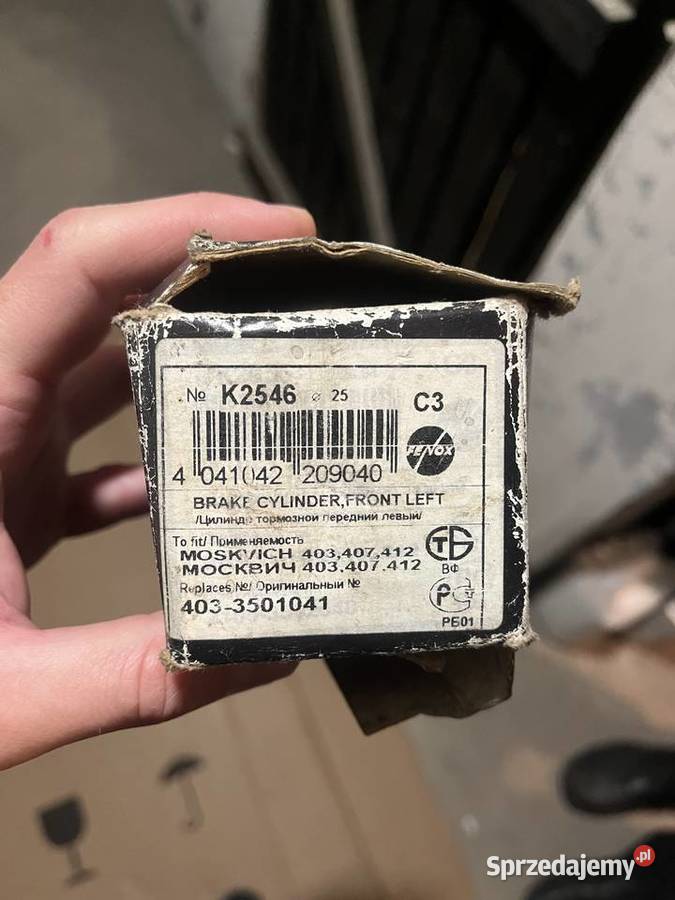 № K2546 ⌀ 25
C3
FENOX
4 041042 209040
BRAKE CYLINDER,FRONT LEFT
/Цилиндр тормозной передний левый/
To fit/ Применяемость
MOSKVICH 403,407,412
МОСКВИЧ 403,407,412
ВФ
Replaces №/ Оригинальный №
403-3501041
РБ01
Sprzedajemy.pl